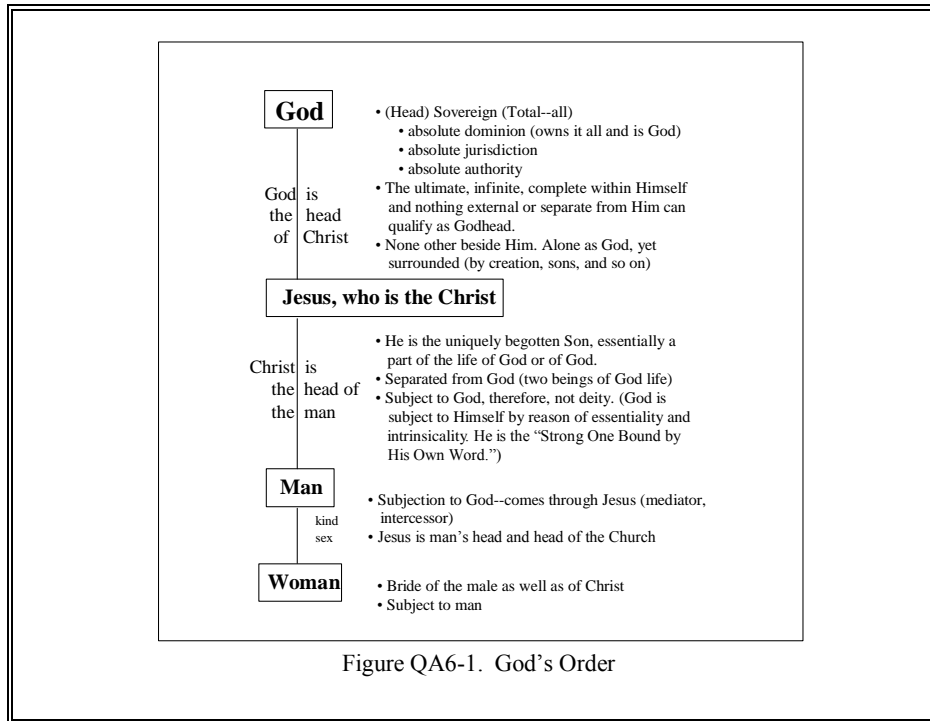 God
• (Head) Sovereign (Total--all)
• absolute dominion (owns it all and is God)
• absolute jurisdiction
• absolute authority
• The ultimate, infinite, complete within Himself
and nothing external or separate from Him can
qualify as Godhead.
• None other beside Him. Alone as God, yet
surrounded (by creation, sons, and so on)
God is
the head
of Christ
Jesus, who is the Christ
• He is the uniquely begotten Son, essentially a
part of the life of God or of God.
• Separated from God (two beings of God life)
• Subject to God, therefore, not deity. (God is
subject to Himself by reason of essentiality and
intrinsicality. He is the “Strong One Bound by
His Own Word.”)
Christ is
the head of
the man
Man
• Subjection to God--comes through Jesus (mediator,
intercessor)
• Jesus is man’s head and head of the Church
kind
sex
Woman
• Bride of the male as well as of Christ
• Subject to man
Figure QA6-1. God’s Order